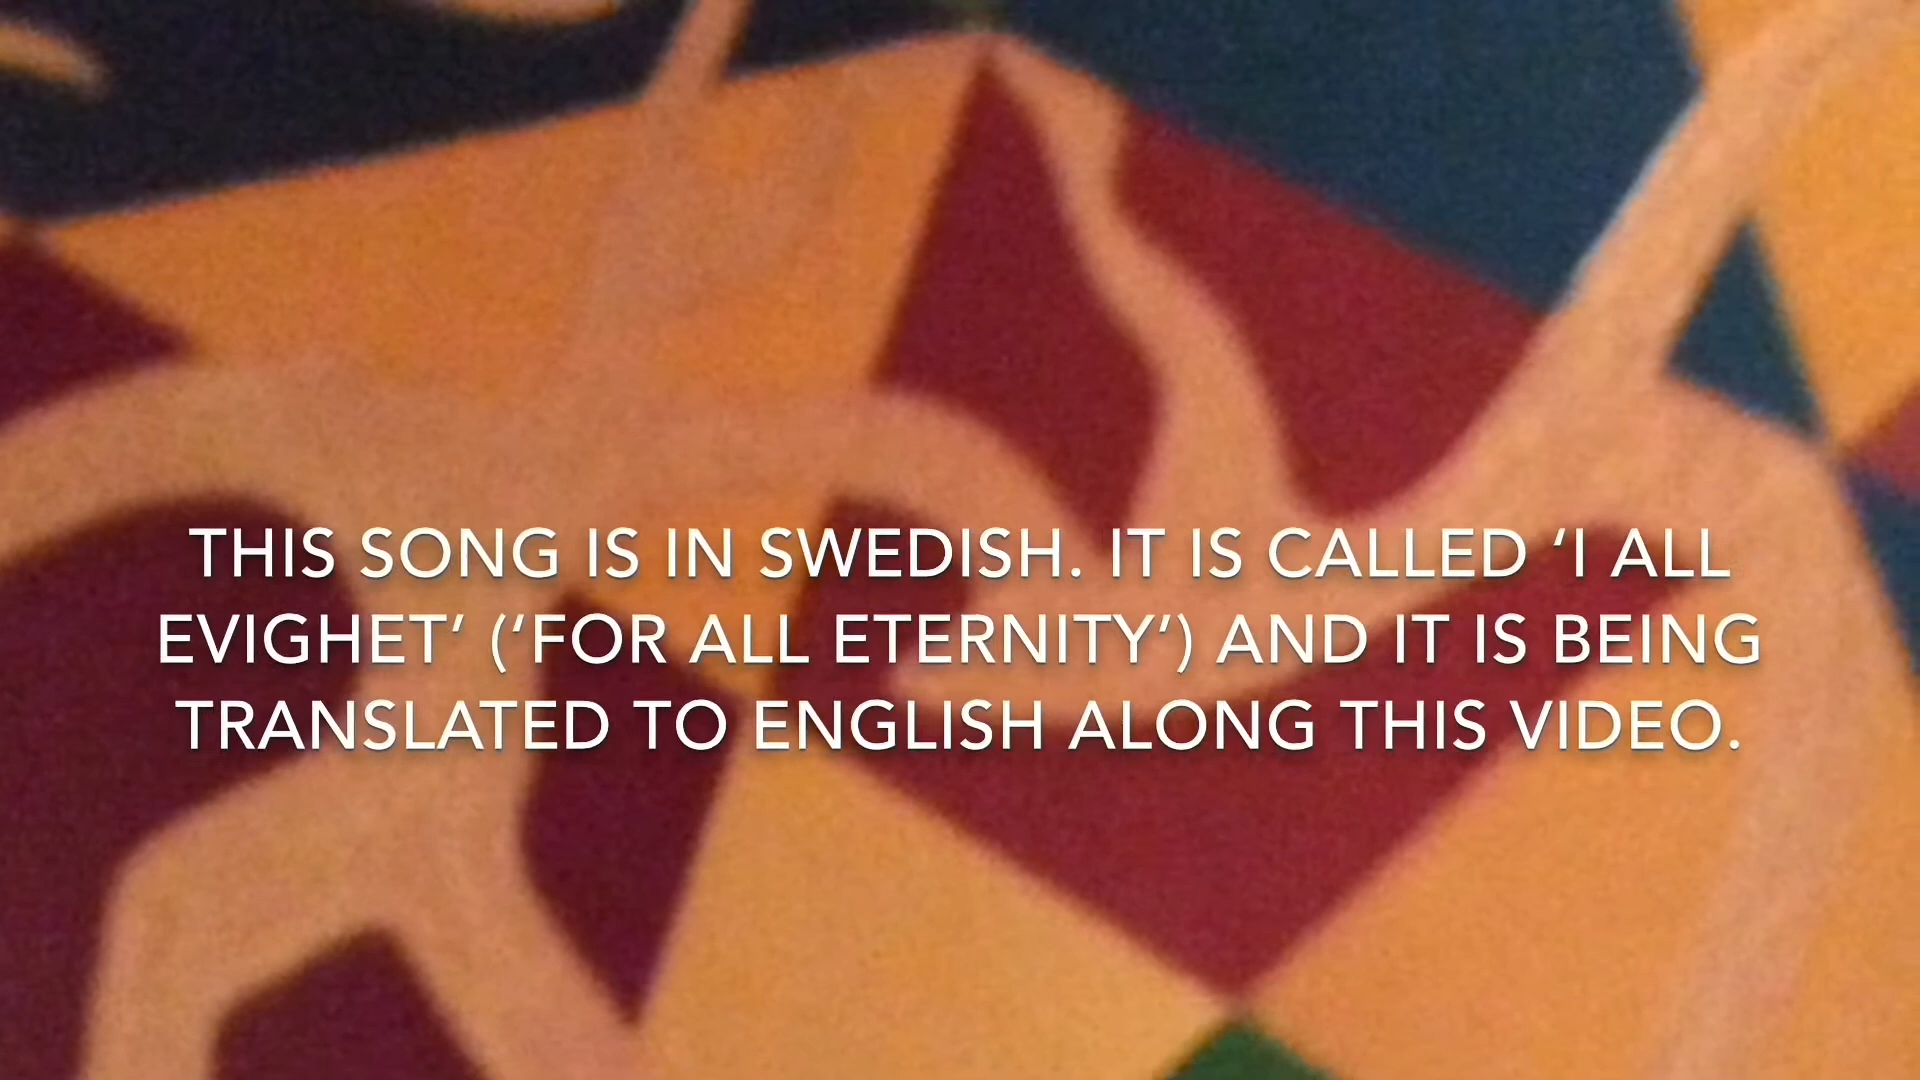 THIS SONG IS IN SWEDISH. IT IS CALLED ‘I ALL
EVIGHET’ (‘FOR ALL ETERNITY’) AND IT IS BEING
TRANSLATED TO ENGLISH ALONG THIS VIDEO.